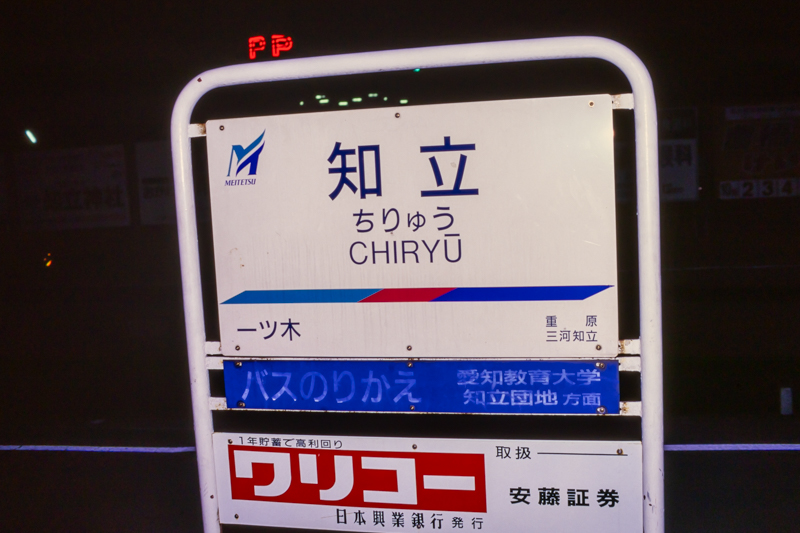 PP
MEITETSU
知立
ちりゅう
CHIRYŪ
一ツ木
重原
三河知立
バスのりかえ
愛知教育大学
知立団地方面
1年貯蓄で高利回り
ワリコー
日本興業銀行発行
取扱
安藤証券
234